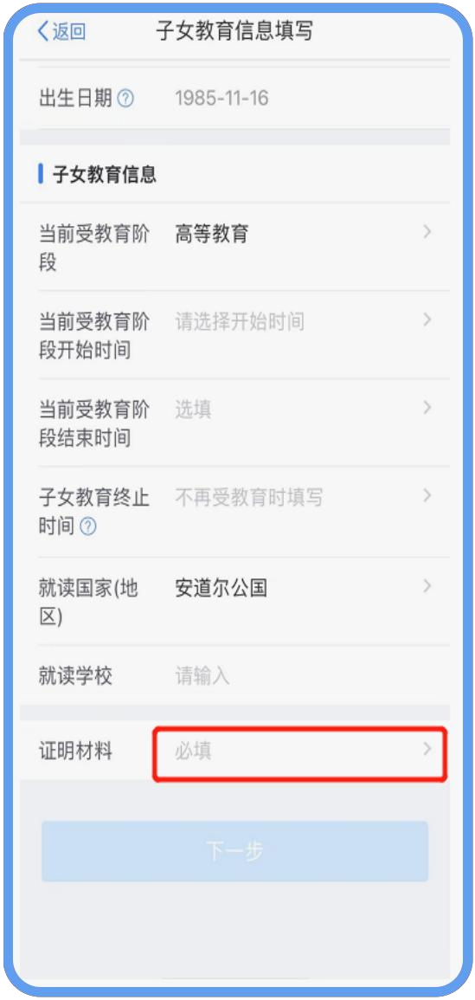 返回 子女教育信息填写
出生日期 ? 1985-11-16
子女教育信息
当前受教育阶 高等教育
段
当前受教育阶 请选择开始时间
段开始时间
当前受教育阶 选填
段结束时间
子女教育终止 不再受教育时填写
时间 ?
就读国家(地 安道尔公国
区)
就读学校 请输入
证明材料 必填
下一步